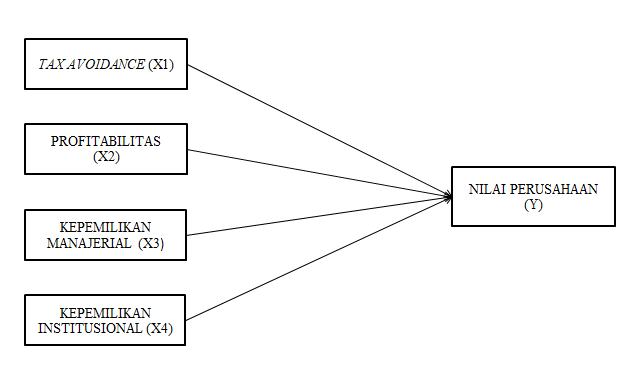 TAX AVOIDANCE (X1)
PROFITABILITAS
(X2)
KEPEMILIKAN
MANAJERIAL (X3)
KEPEMILIKAN
INSTITUSIONAL (X4)
NILAI PERUSAHAAN
(Y)